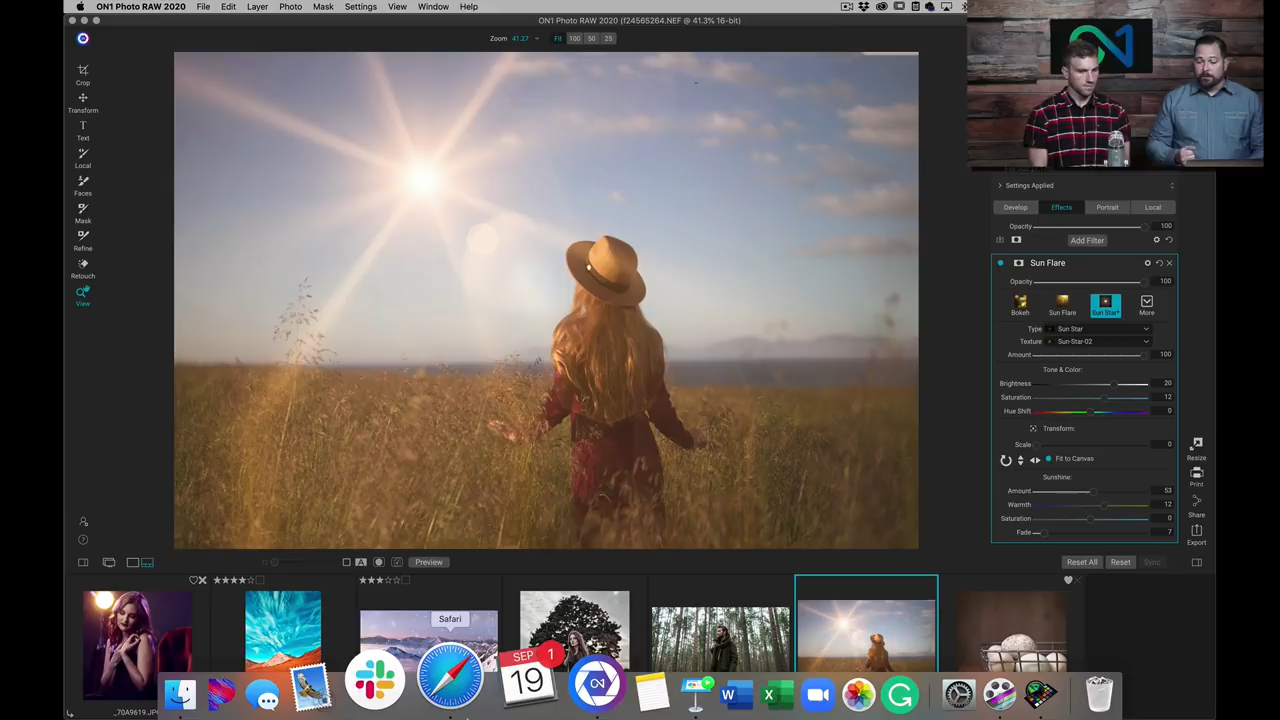 ON1 Photo RAW 2020 File Edit Layer Photo Mask Settings View Window Help
ON1 Photo RAW 2020 (f24565264.NEF @ 41.3% 16-bit)
Zoom 41.27 Fit 100 50 25
Crop
Transform
Text
Local
Faces
Mask
Refine
Retouch
View
Settings Applied
Develop Effects Portrait Local
Opacity 100
Add Filter
Sun Flare
Opacity 100
Bokeh Sun Flare Sun Star* More
Type Sun Star
Texture Sun-Star-02
Amount 100
Tone & Color:
Brightness 20
Saturation 12
Hue Shift 0
Transform:
Scale 0
Fit to Canvas
Sunshine:
Amount 53
Warmth 12
Saturation 0
Fade 7
Resize
Print
Share
Export
A Preview Reset All Reset Sync
Safari
SEP 1
19
ON
W X
_70A9619.JPG